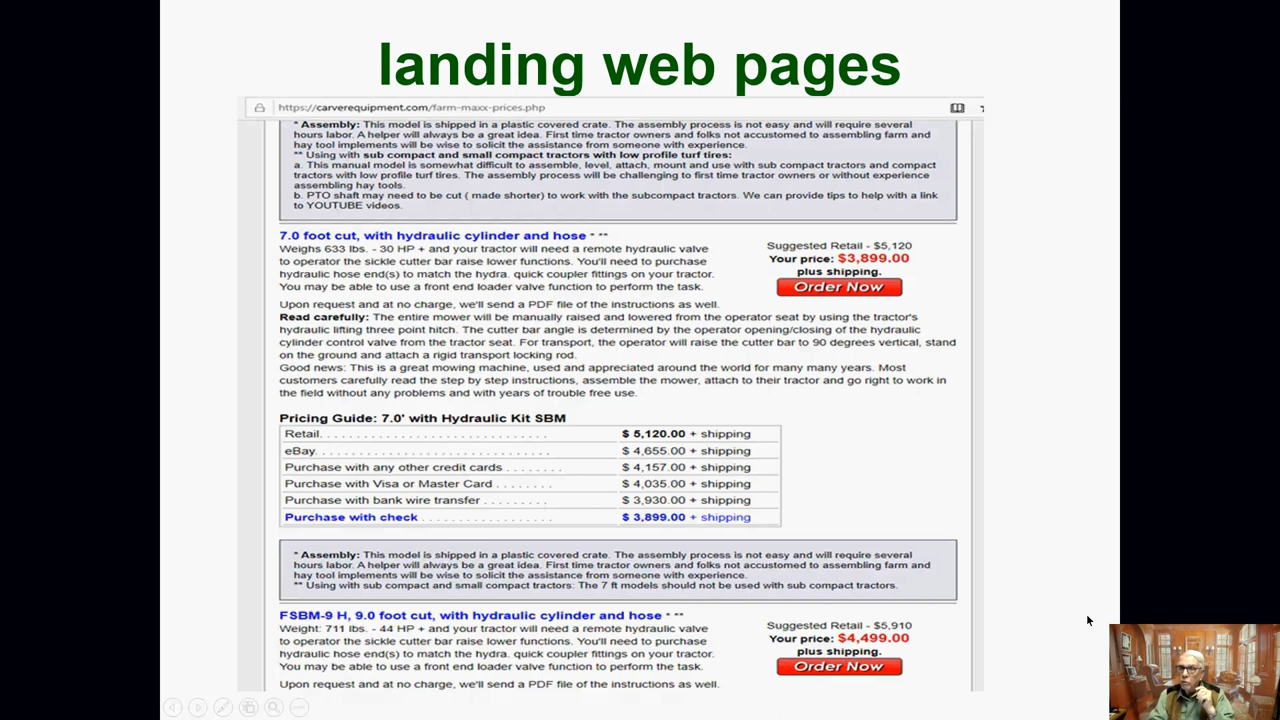 landing web pages
https://carverequipment.com/farm-maxx-prices.php
* Assembly: This model is shipped in a plastic covered crate. The assembly process is not easy and will require several
hours labor. A helper will always be a great idea. First time tractor owners and folks not accustomed to assembling farm and
hay tool implements will be wise to solicit the assistance from someone with experience.
** Using with sub compact and small compact tractors with low profile turf tires:
a. This manual model is somewhat difficult to assemble, level, attach, mount and use with sub compact tractors and compact
tractors with low profile turf tires. The assembly process will be challenging to first time tractor owners or without experience
assembling hay tools.
b. PTO shaft may need to be cut ( made shorter) to work with the subcompact tractors. We can provide tips to help with a link
to YOUTUBE videos.
7.0 foot cut, with hydraulic cylinder and hose * **
Weighs 633 lbs. - 30 HP + and your tractor will need a remote hydraulic valve
to operator the sickle cutter bar raise lower functions. You'll need to purchase
hydraulic hose end(s) to match the hydra. quick coupler fittings on your tractor.
You may be able to use a front end loader valve function to perform the task.
Suggested Retail - $5,120
Your price: $3,899.00
plus shipping.
Order Now
Upon request and at no charge, we'll send a PDF file of the instructions as well.
Read carefully: The entire mower will be manually raised and lowered from the operator seat by using the tractor's
hydraulic lifting three point hitch. The cutter bar angle is determined by the operator opening/closing of the hydraulic
cylinder control valve from the tractor seat. For transport, the operator will raise the cutter bar to 90 degrees vertical, stand
on the ground and attach a rigid transport locking rod.
Good news: This is a great mowing machine, used and appreciated around the world for many many years. Most
customers carefully read the step by step instructions, assemble the mower, attach to their tractor and go right to work in
the field without any problems and with years of trouble free use.
Pricing Guide: 7.0' with Hydraulic Kit SBM
Retail. . . . . . . . . . . . . . . . . . . . . . . . . . . . . . $ 5,120.00 + shipping
eBay. . . . . . . . . . . . . . . . . . . . . . . . . . . . . . . $ 4,655.00 + shipping
Purchase with any other credit cards . . . . . . . . $ 4,157.00 + shipping
Purchase with Visa or Master Card . . . . . . . . $ 4,035.00 + shipping
Purchase with bank wire transfer . . . . . . . . . $ 3,930.00 + shipping
Purchase with check . . . . . . . . . . . . . . . . . . $ 3,899.00 + shipping
* Assembly: This model is shipped in a plastic covered crate. The assembly process is not easy and will require several
hours labor. A helper will always be a great idea. First time tractor owners and folks not accustomed to assembling farm and
hay tool implements will be wise to solicit the assistance from someone with experience.
** Using with sub compact and small compact tractors: The 7 ft models should not be used with sub compact tractors.
FSBM-9 H, 9.0 foot cut, with hydraulic cylinder and hose * **
Weight: 711 lbs. - 44 HP + and your tractor will need a remote hydraulic valve
to operator the sickle cutter bar raise lower functions. You'll need to purchase
hydraulic hose end(s) to match the hydra. quick coupler fittings on your tractor.
You may be able to use a front end loader valve function to perform the task.
Suggested Retail - $5,910
Your price: $4,499.00
plus shipping.
Order Now
Upon request and at no charge, we'll send a PDF file of the instructions as well.